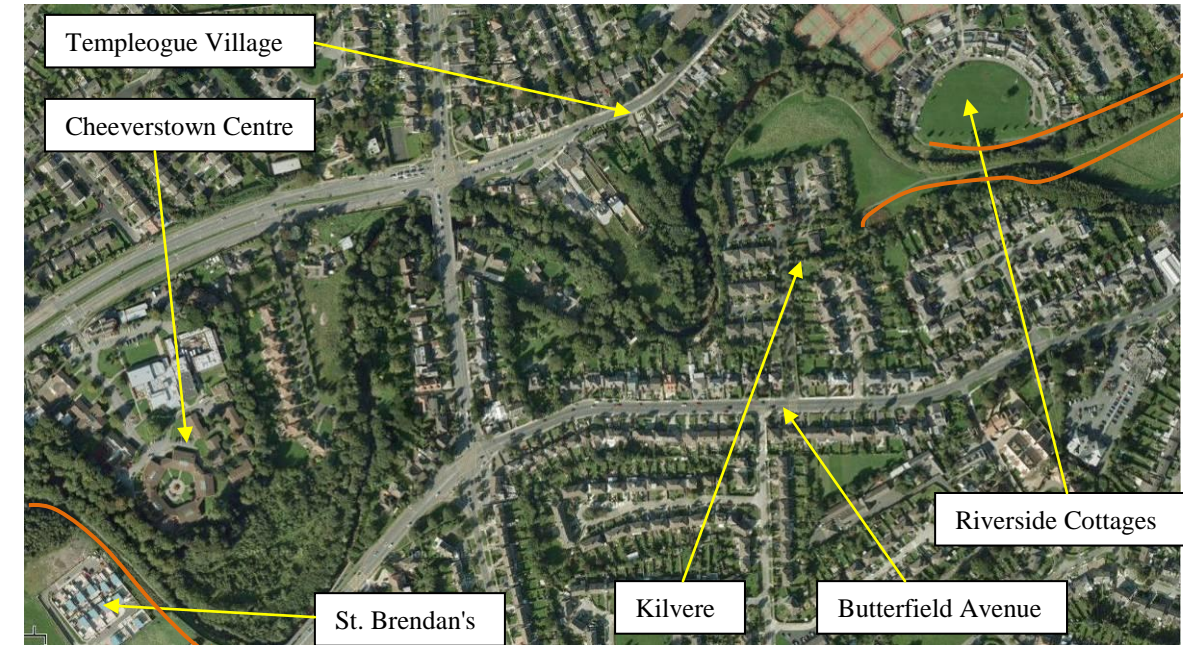 Templeogue Village
Cheeverstown Centre
Riverside Cottages
Kilvere
Butterfield Avenue
St. Brendan's